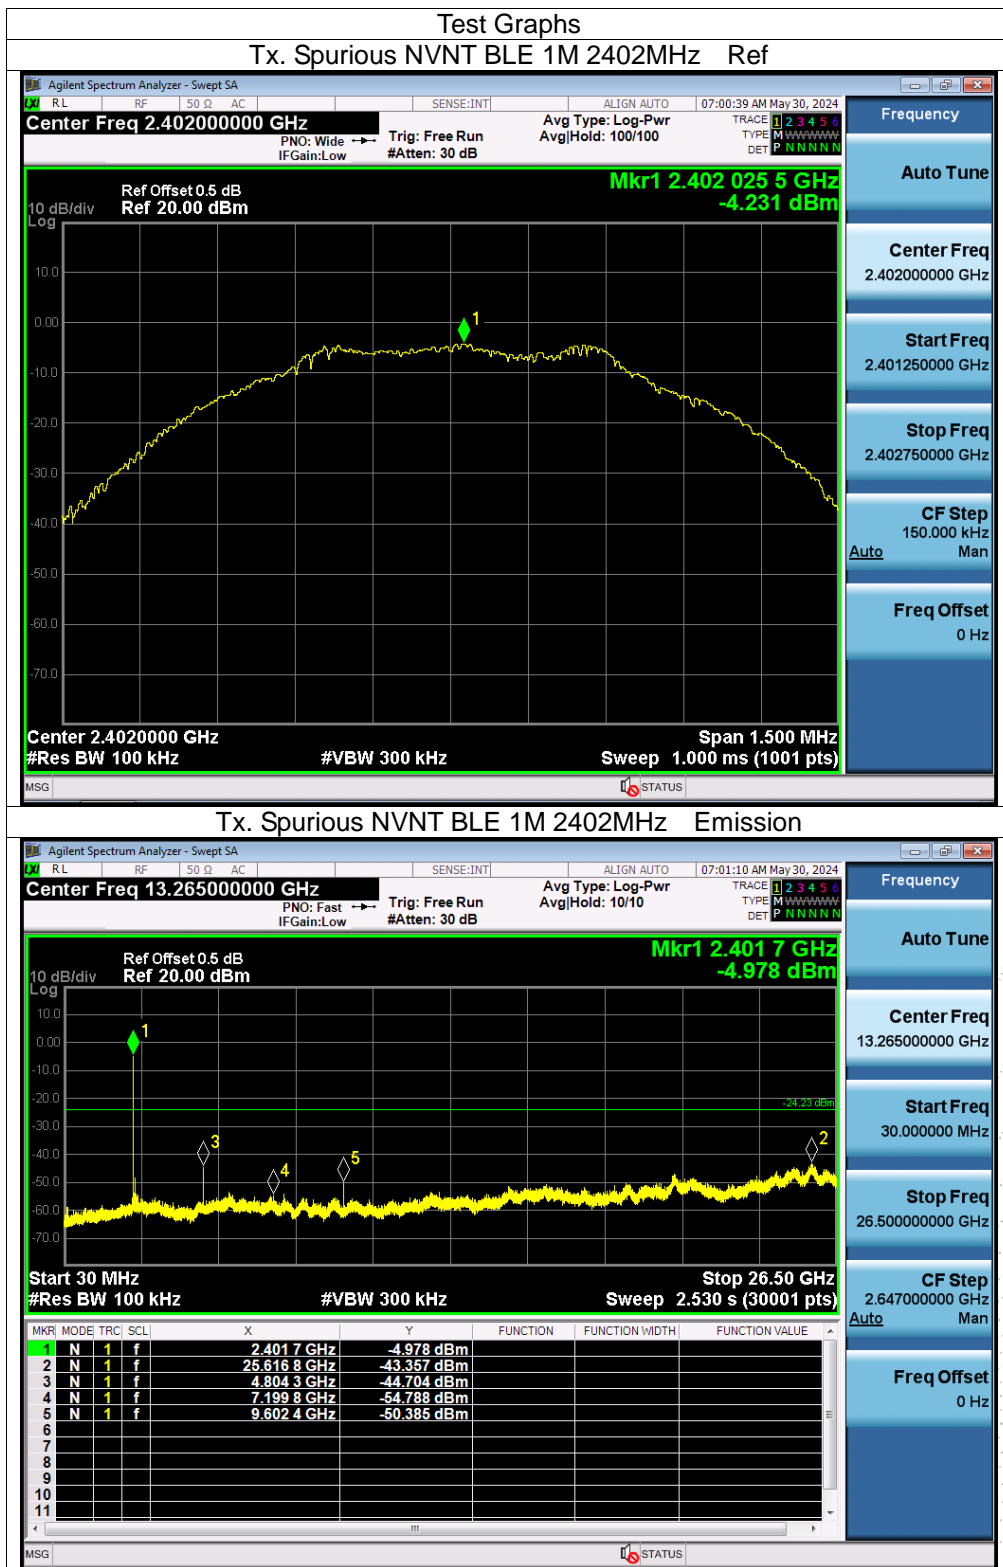 Test Graphs
Tx. Spurious NVNT BLE 1M 2402MHz Ref
Agilent Spectrum Analyzer - Swept SA
LXI RL RF 50 Ω AC SENSE:INT ALIGN AUTO 07:00:39 AM May 30, 2024
Center Freq 2.402000000 GHz Avg Type: Log-Pwr TRACE 1 2 3 4 5 6
PNO: Wide Trig: Free Run Avg|Hold: 100/100 TYPE M WWWWW
IFGain:Low #Atten: 30 dB DET P N N N N N
Frequency
Auto Tune
Center Freq
2.402000000 GHz
Start Freq
2.401250000 GHz
Stop Freq
2.402750000 GHz
CF Step
150.000 kHz
Auto Man
Freq Offset
0 Hz
Mkr1 2.402 025 5 GHz
-4.231 dBm
Ref Offset 0.5 dB
10 dB/div Ref 20.00 dBm
Log
1
10.0
0.00
-10.0
-20.0
-30.0
-40.0
-50.0
-60.0
-70.0
Center 2.4020000 GHz Span 1.500 MHz
#Res BW 100 kHz #VBW 300 kHz Sweep 1.000 ms (1001 pts)
MSG STATUS
Tx. Spurious NVNT BLE 1M 2402MHz Emission
Agilent Spectrum Analyzer - Swept SA
LXI RL RF 50 Ω AC SENSE:INT ALIGN AUTO 07:01:10 AM May 30, 2024
Center Freq 13.265000000 GHz Avg Type: Log-Pwr TRACE 1 2 3 4 5 6
PNO: Fast Trig: Free Run Avg|Hold: 10/10 TYPE M WWWWW
IFGain:Low #Atten: 30 dB DET P N N N N N
Frequency
Auto Tune
Center Freq
13.265000000 GHz
Start Freq
30.000000 MHz
Stop Freq
26.500000000 GHz
CF Step
2.647000000 GHz
Auto Man
Freq Offset
0 Hz
Mkr1 2.401 7 GHz
-4.978 dBm
Ref Offset 0.5 dB
10 dB/div Ref 20.00 dBm
Log
10.0
0.00
-10.0
-20.0
-30.0
-40.0
-50.0
-60.0
-70.0
1
-24.23 dBm
3
2
4
5
Start 30 MHz Stop 26.50 GHz
#Res BW 100 kHz #VBW 300 kHz Sweep 2.530 s (30001 pts)
MKR MODE TRC SCL X Y FUNCTION FUNCTION WIDTH FUNCTION VALUE
1 N 1 f 2.401 7 GHz -4.978 dBm
2 N 1 f 25.616 8 GHz -43.357 dBm
3 N 1 f 4.804 3 GHz -44.704 dBm
4 N 1 f 7.199 8 GHz -54.788 dBm
5 N 1 f 9.602 4 GHz -50.385 dBm
6
7
8
9
10
11
MSG STATUS